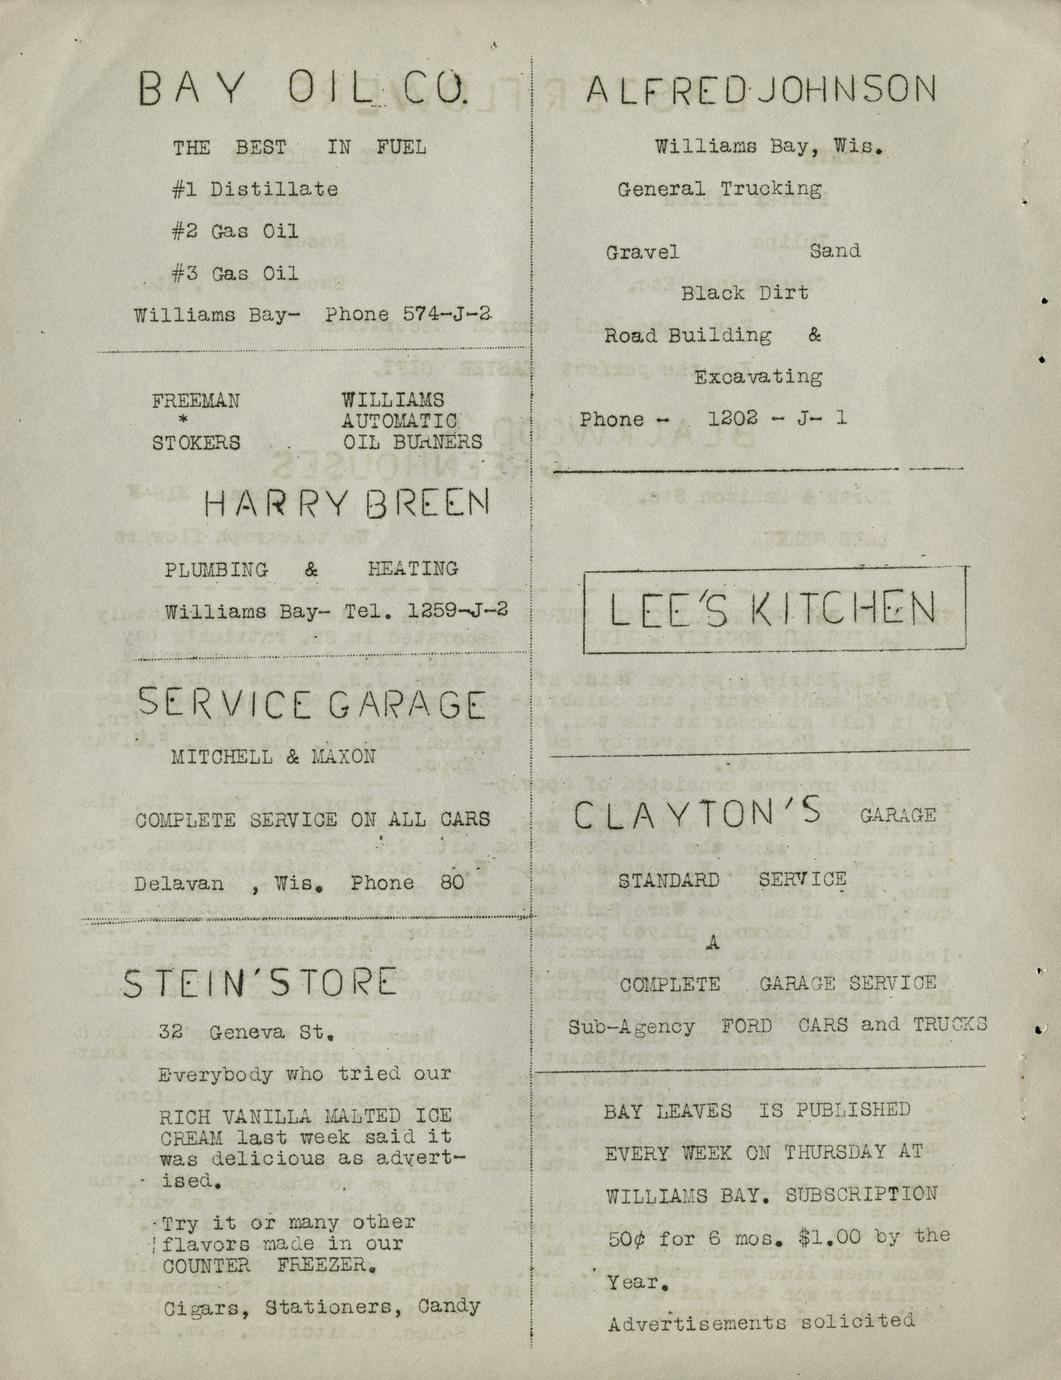 BAY OIL CO.
THE BEST IN FUEL
#1 Distillate
#2 Gas Oil
#3 Gas Oil
Williams Bay- Phone 574-J-2
FREEMAN WILLIAMS
* AUTOMATIC
STOKERS OIL BURNERS
HARRY BREEN
PLUMBING & HEATING
Williams Bay- Tel. 1259-J-2
SERVICE GARAGE
MITCHELL & MAXON
COMPLETE SERVICE ON ALL CARS
Delavan , Wis. Phone 80
STEIN'STORE
32 Geneva St.
Everybody who tried our
RICH VANILLA MALTED ICE
CREAM last week said it
was delicious as advert-
ised.
Try it or many other
flavors made in our
COUNTER FREEZER.
Cigars, Stationers, Candy
ALFRED JOHNSON
Williams Bay, Wis.
General Trucking
Gravel Sand
Black Dirt
Road Building &
Excavating
Phone - 1202 - J- 1
LEE'S KITCHEN
CLAYTON'S GARAGE
STANDARD SERVICE
A
COMPLETE GARAGE SERVICE
Sub-Agency FORD CARS and TRUCKS
BAY LEAVES IS PUBLISHED
EVERY WEEK ON THURSDAY AT
WILLIAMS BAY. SUBSCRIPTION
50¢ for 6 mos. $1.00 by the
Year.
Advertisements solicited